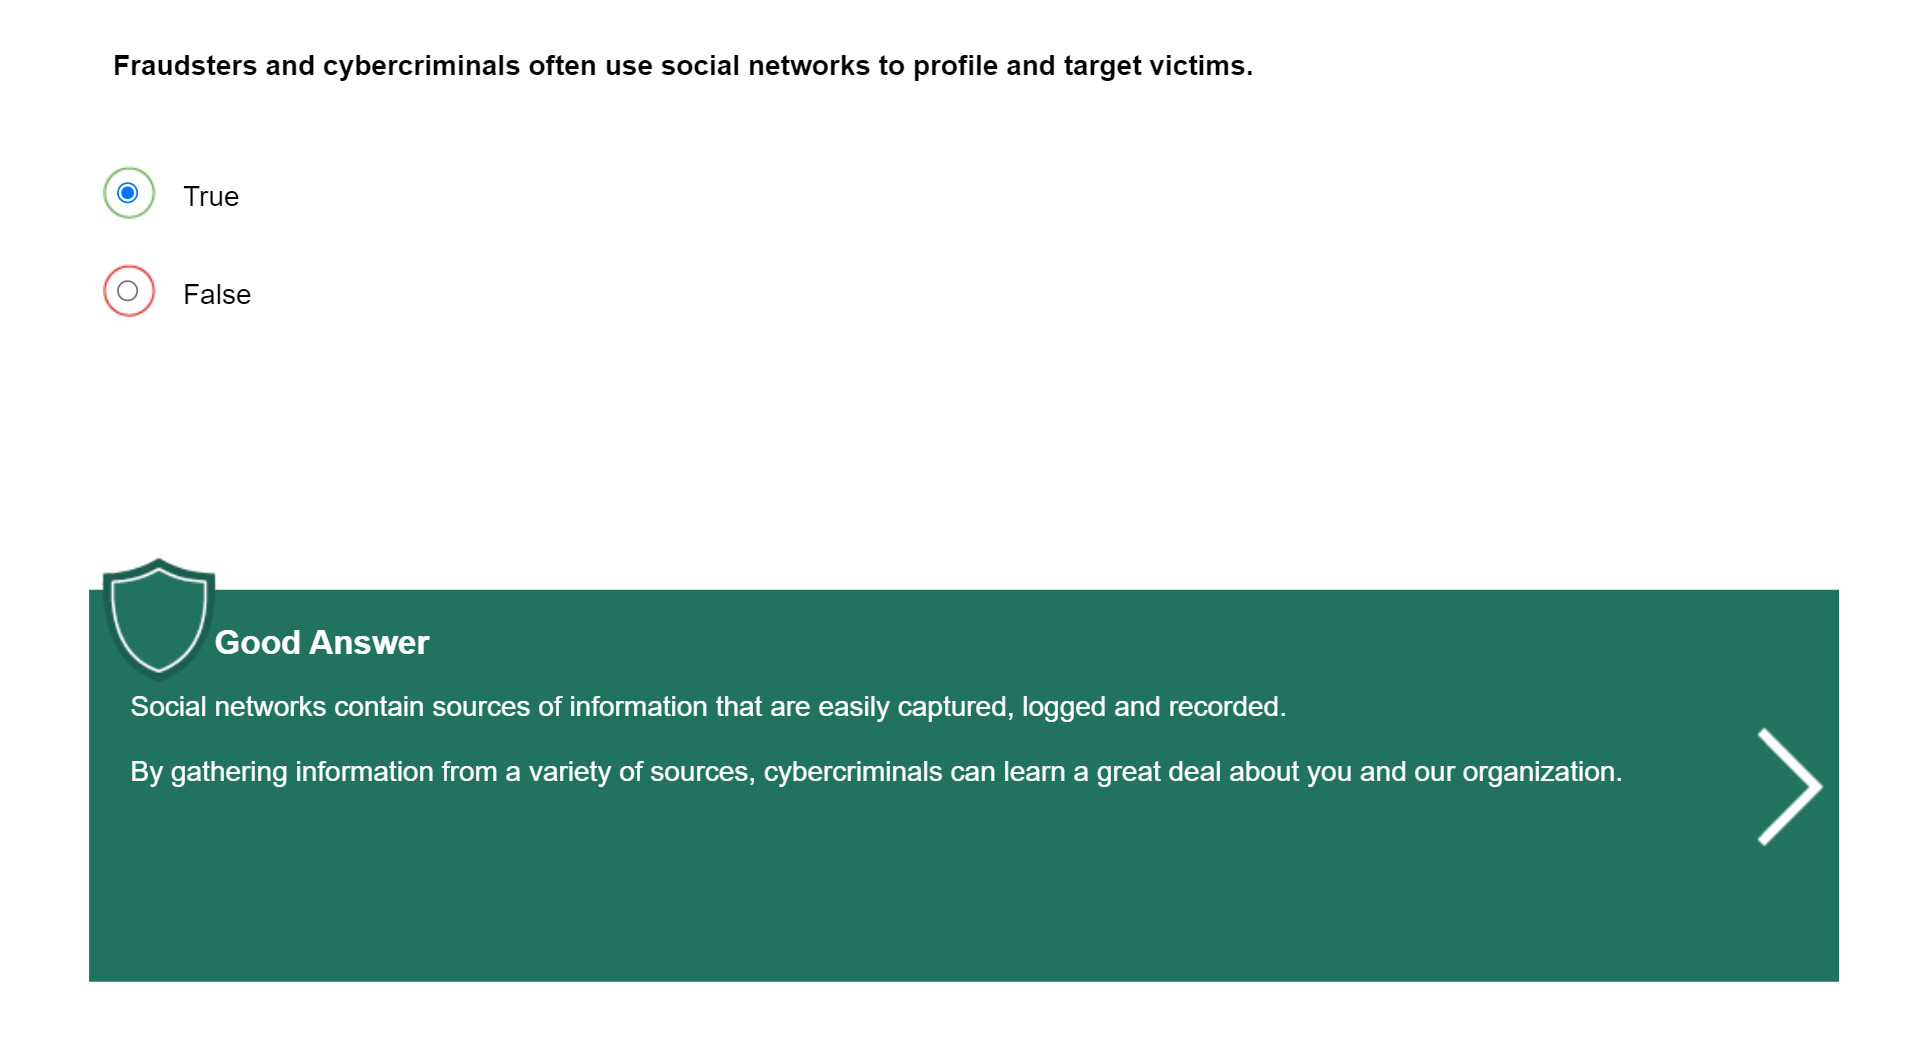 Fraudsters and cybercriminals often use social networks to profile and target victims.
True
False
Good Answer
Social networks contain sources of information that are easily captured, logged and recorded.
By gathering information from a variety of sources, cybercriminals can learn a great deal about you and our organization.